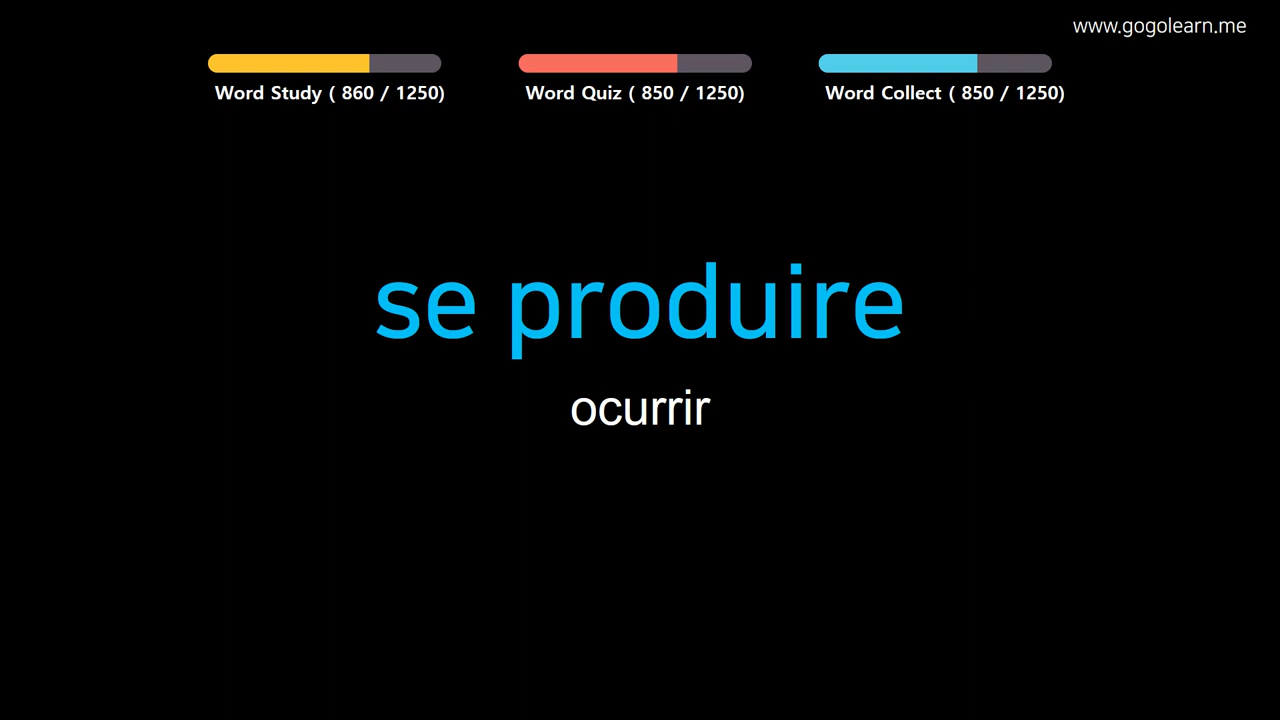 www.gogolearn.me
Word Study ( 860 / 1250)
Word Quiz ( 850 / 1250)
Word Collect ( 850 / 1250)
se produire
ocurrir